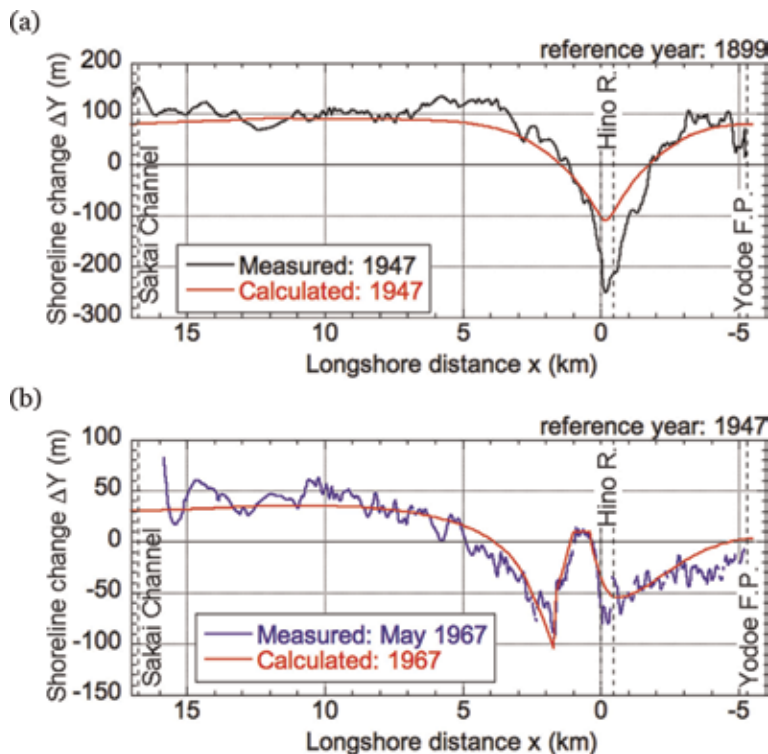 (a)
reference year: 1899
Shoreline change ΔY (m)
200
100
0
-100
-200
-300
Sakai Channel
Hino R.
Yodoe F.P.
Measured: 1947
Calculated: 1947
15
10
5
0
-5
Longshore distance x (km)
(b)
reference year: 1947
Shoreline change ΔY (m)
100
50
0
-50
-100
-150
Sakai Channel
Hino R.
Yodoe F.P.
Measured: May 1967
Calculated: 1967
15
10
5
0
-5
Longshore distance x (km)